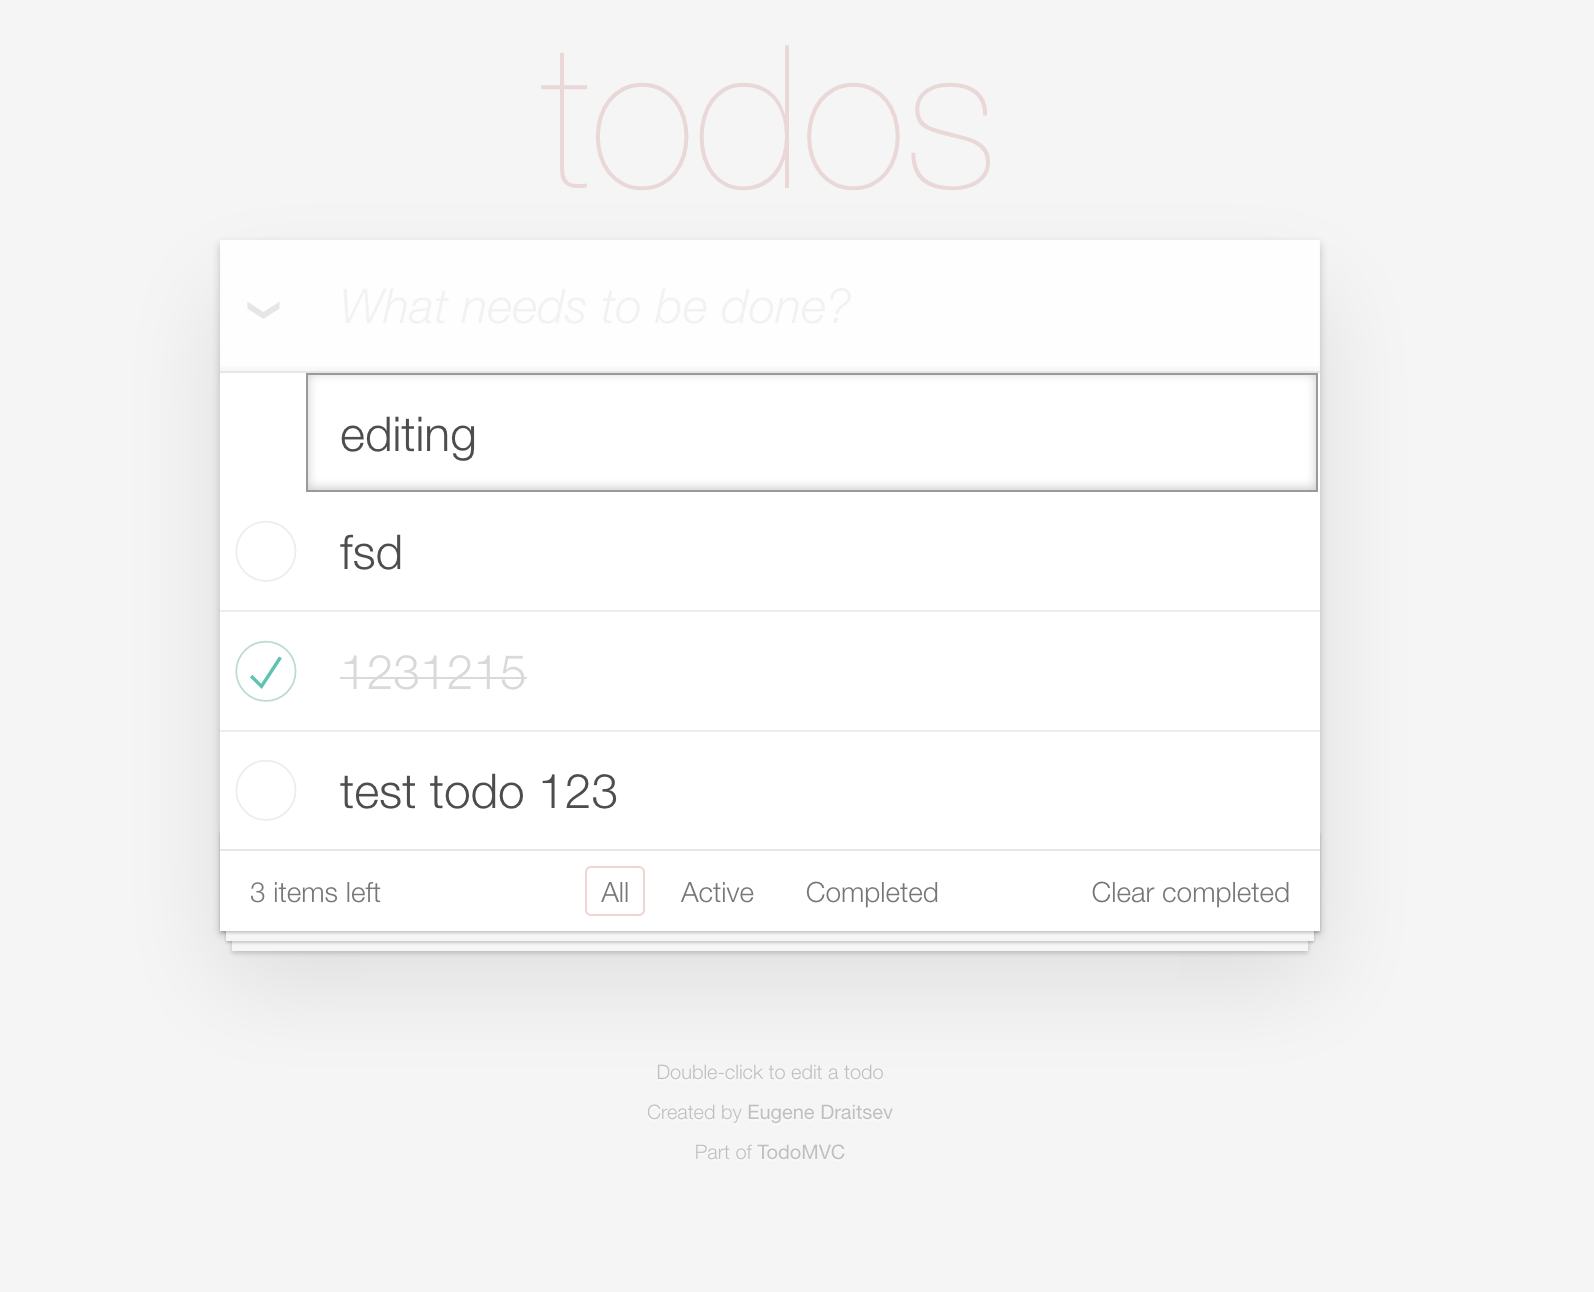 todos
What needs to be done?
editing
fsd
1231215
test todo 123
3 items left All Active Completed Clear completed
Double-click to edit a todo
Created by Eugene Draitsev
Part of TodoMVC